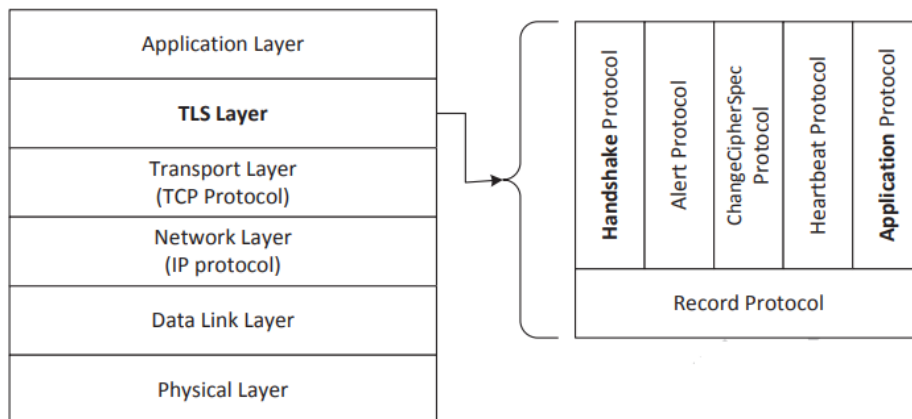 Application Layer
TLS Layer
Transport Layer
(TCP Protocol)
Network Layer
(IP protocol)
Data Link Layer
Physical Layer
Handshake Protocol
Alert Protocol
ChangeCipherSpec
Protocol
Heartbeat Protocol
Application Protocol
Record Protocol